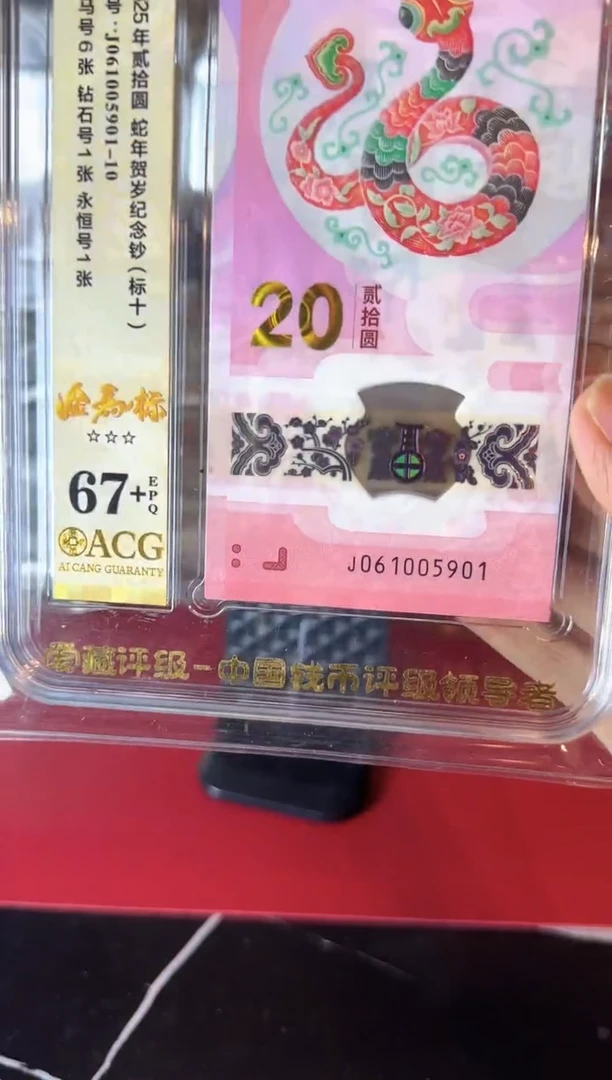 25年贰拾圆 蛇年贺岁纪念钞(标十)
号:J061005901-10
马号6张 钻石号1张 永恒号1张
☆☆☆
67+
EPQ
ACG
AI CANG GUARANTY
20
贰拾圆
J061005901
爱藏评级-中国钱币评级领导者